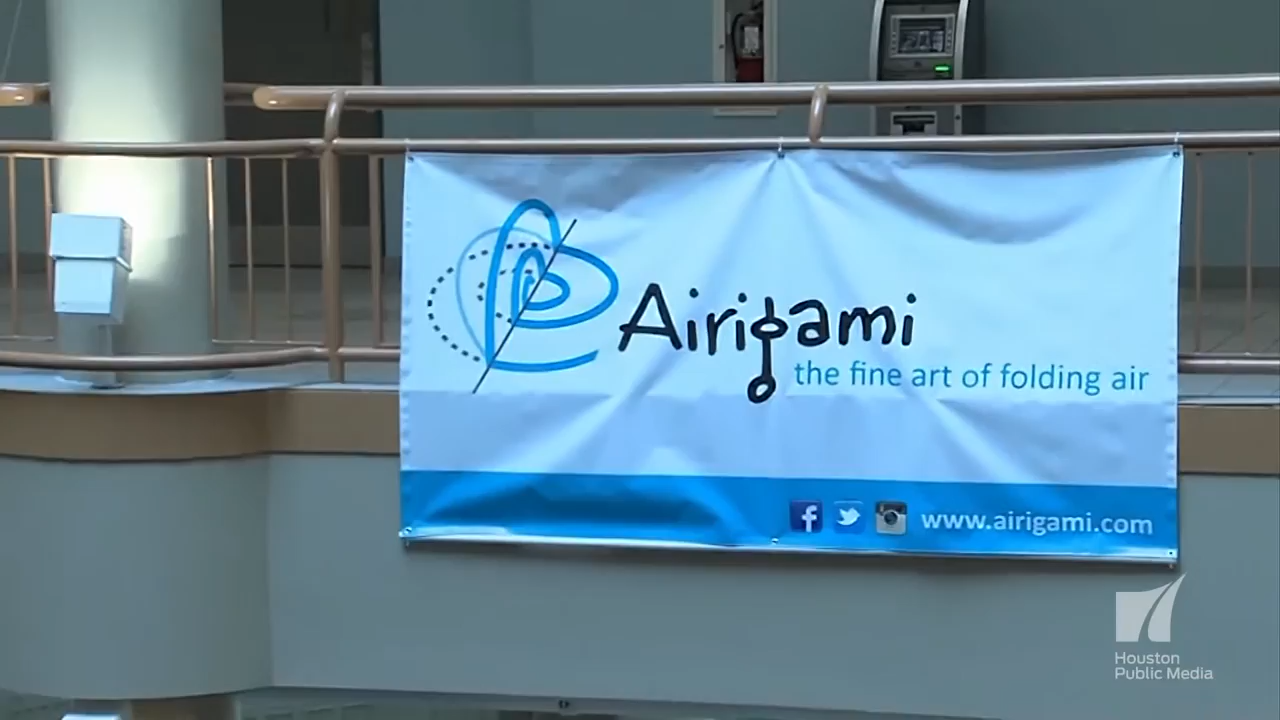 Airigami
the fine art of folding air
www.airigami.com
Houston
Public Media